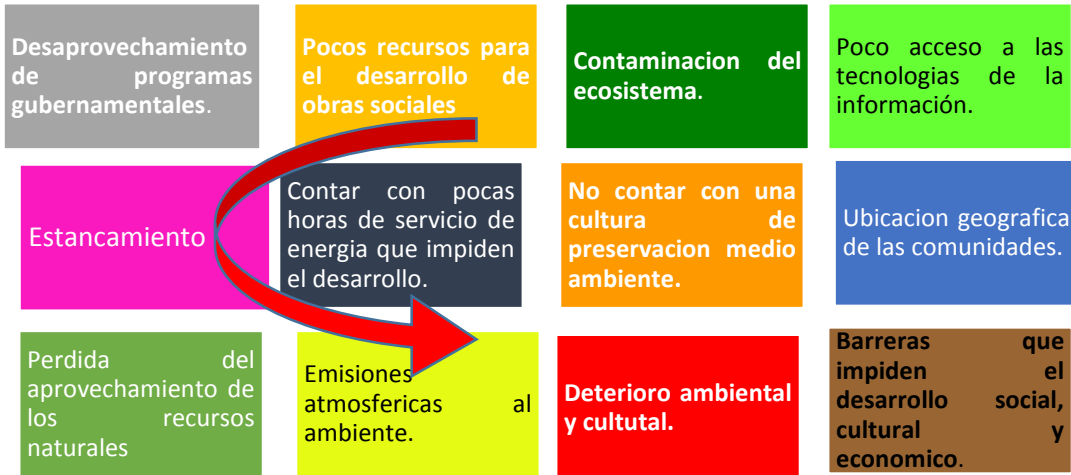 Desaprovechamiento
de programas
gubernamentales.
Pocos recursos para
el desarrollo de
obras sociales
Contaminacion del
ecosistema.
Poco acceso a las
tecnologias de la
información.
Estancamiento
Contar con pocas
horas de servicio de
energia que impiden
el desarrollo.
No contar con una
cultura de
preservacion medio
ambiente.
Ubicacion geografica
de las comunidades.
Perdida del
aprovechamiento de
los recursos
naturales
Emisiones
atmosfericas al
ambiente.
Deterioro ambiental
y cultutal.
Barreras que
impiden el
desarrollo social,
cultural y
economico.